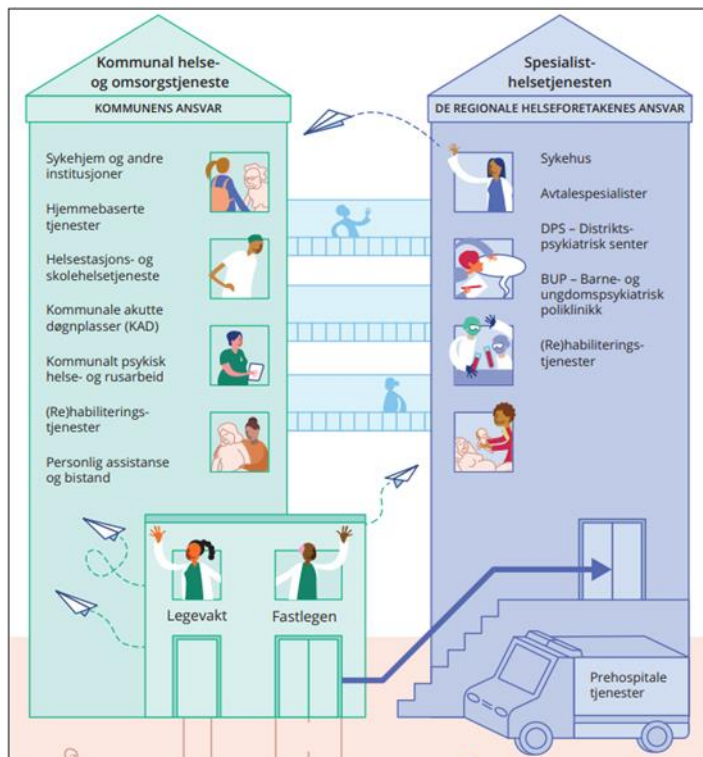 Kommunal helse-
og omsorgstjeneste
KOMMUNENS ANSVAR
Sykehjem og andre
institusjoner
Hjemmebaserte
tjenester
Helsestasjons- og
skolehelsetjeneste
Kommunale akutte
døgnplasser (KAD)
Kommunalt psykisk
helse- og rusarbeid
(Re)habiliterings-
tjenester
Personlig assistanse
og bistand
Legevakt
Fastlegen
Spesialist-
helsetjenesten
DE REGIONALE HELSEFORETAKENES ANSVAR
Sykehus
Avtalespesialister
DPS – Distrikts-
psykiatrisk senter
BUP – Barne- og
ungdomspsykiatrisk
poliklinikk
(Re)habiliterings-
tjenester
Prehospitale
tjenester